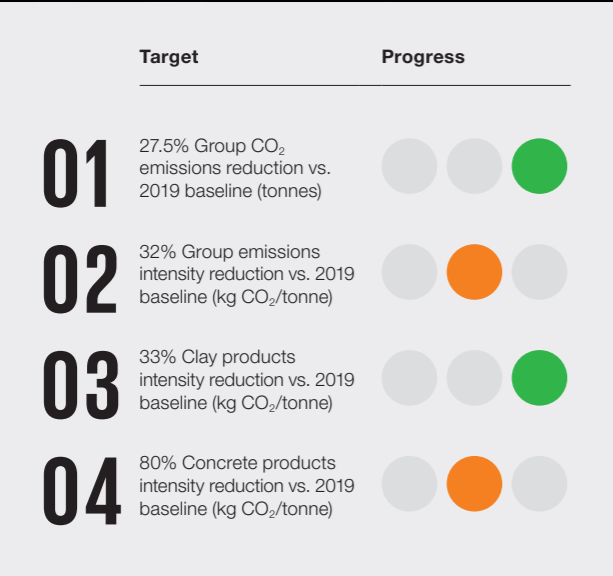 Target Progress
01
27.5% Group CO₂
emissions reduction vs.
2019 baseline (tonnes)
02
32% Group emissions
intensity reduction vs. 2019
baseline (kg CO₂/tonne)
03
33% Clay products
intensity reduction vs. 2019
baseline (kg CO₂/tonne)
04
80% Concrete products
intensity reduction vs. 2019
baseline (kg CO₂/tonne)